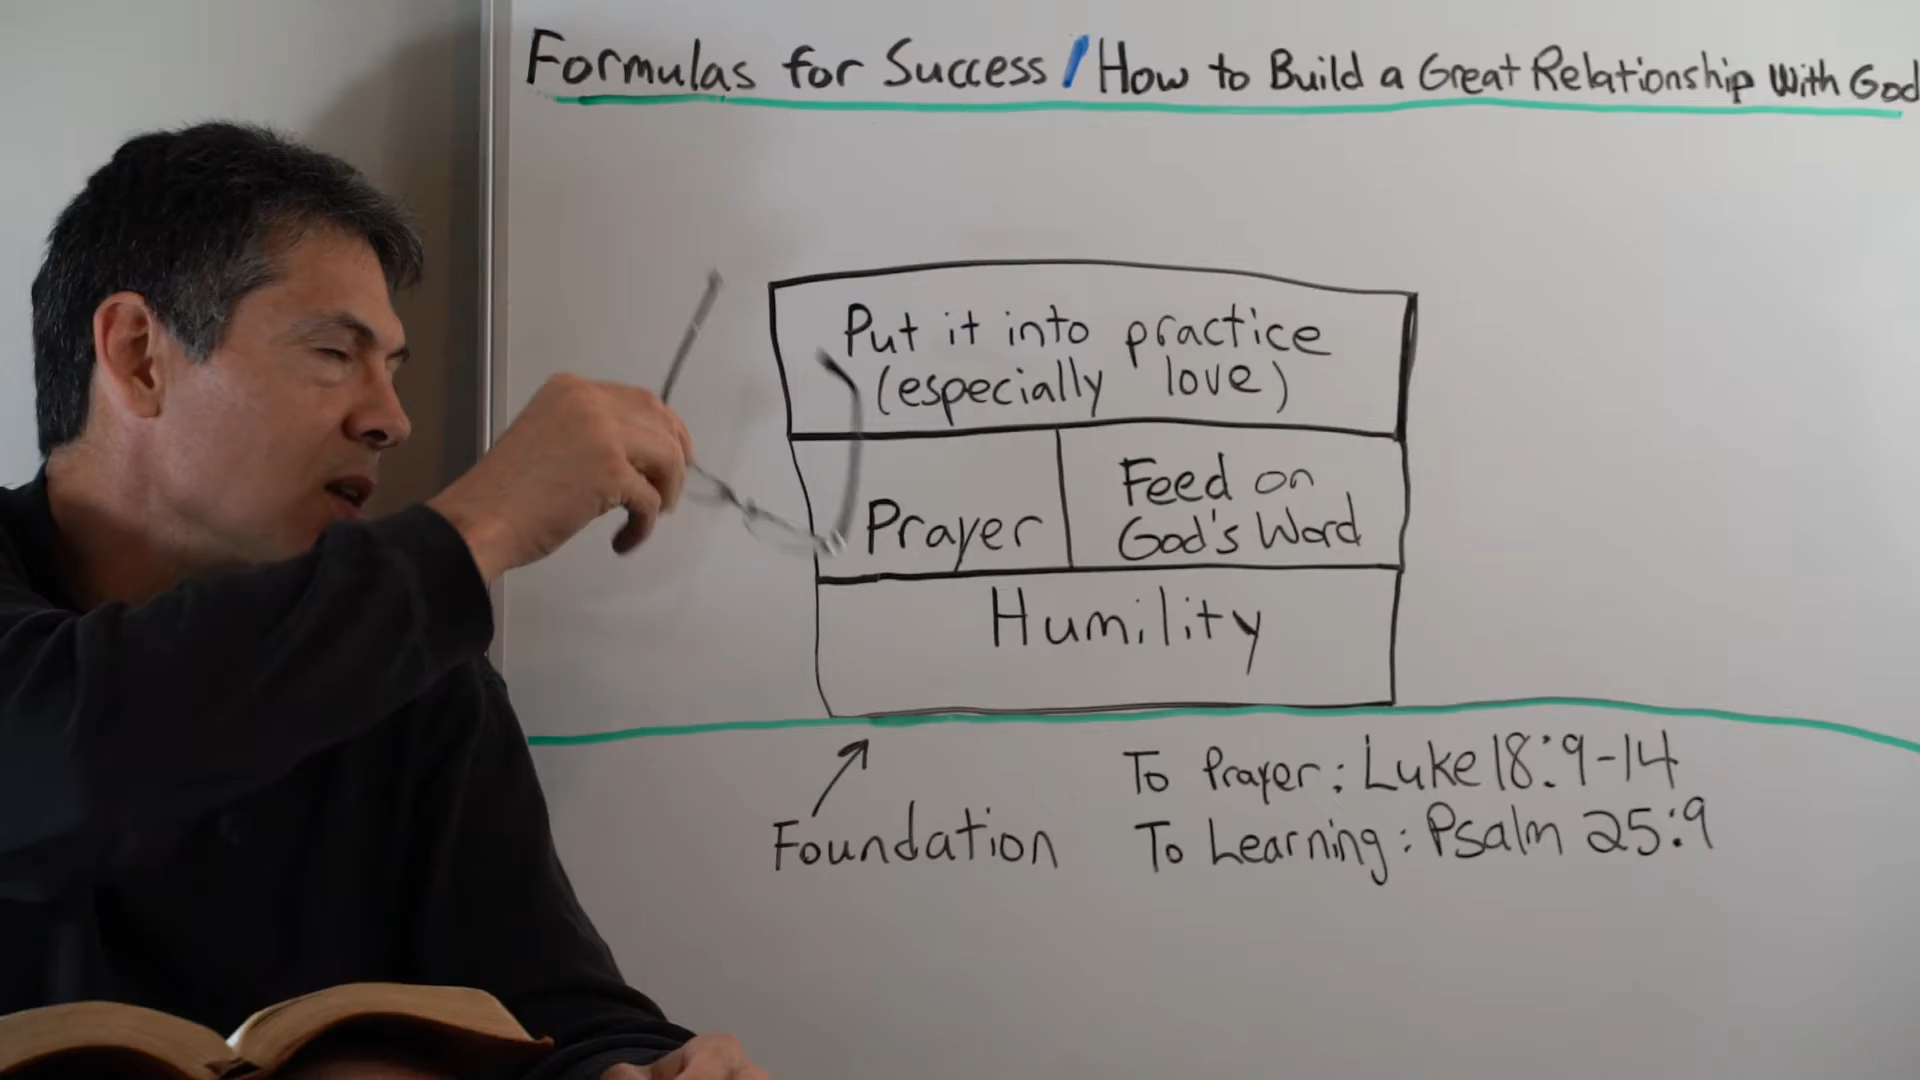 Formulas for Success / How to Build a Great Relationship With God
Put it into practice
(especially love)
Prayer
Feed on
God's Word
Humility
Foundation
To Prayer: Luke 18:9-14
To Learning: Psalm 25:9